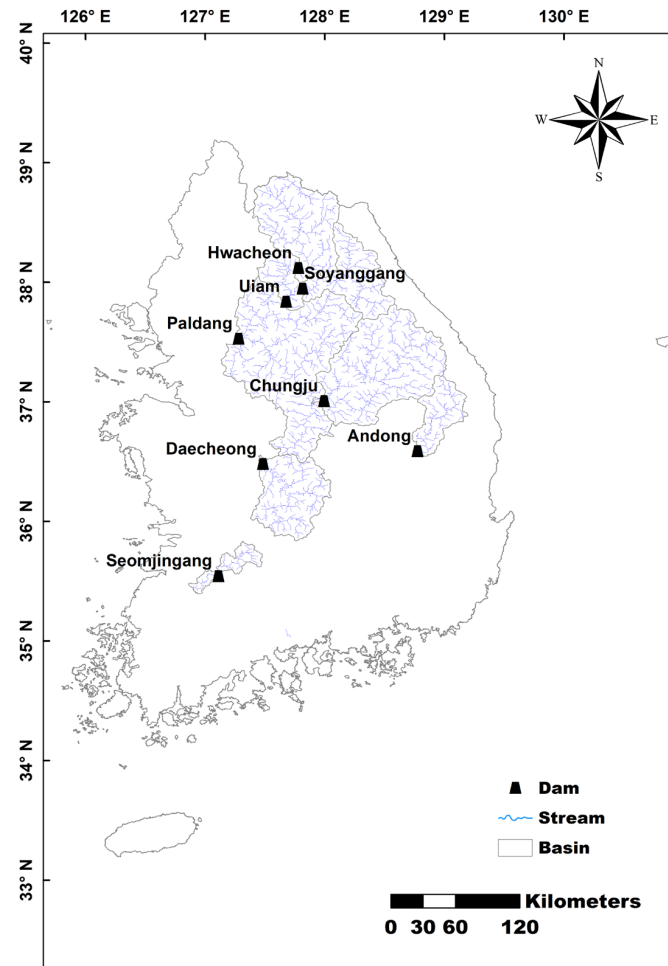 126° E 127° E 128° E 129° E 130° E
40° N
39° N
38° N
37° N
36° N
35° N
34° N
33° N
N
W E
S
Hwacheon
Soyanggang
Uiam
Paldang
Chungju
Andong
Daecheong
Seomjingang
Dam
Stream
Basin
Kilometers
0 30 60 120